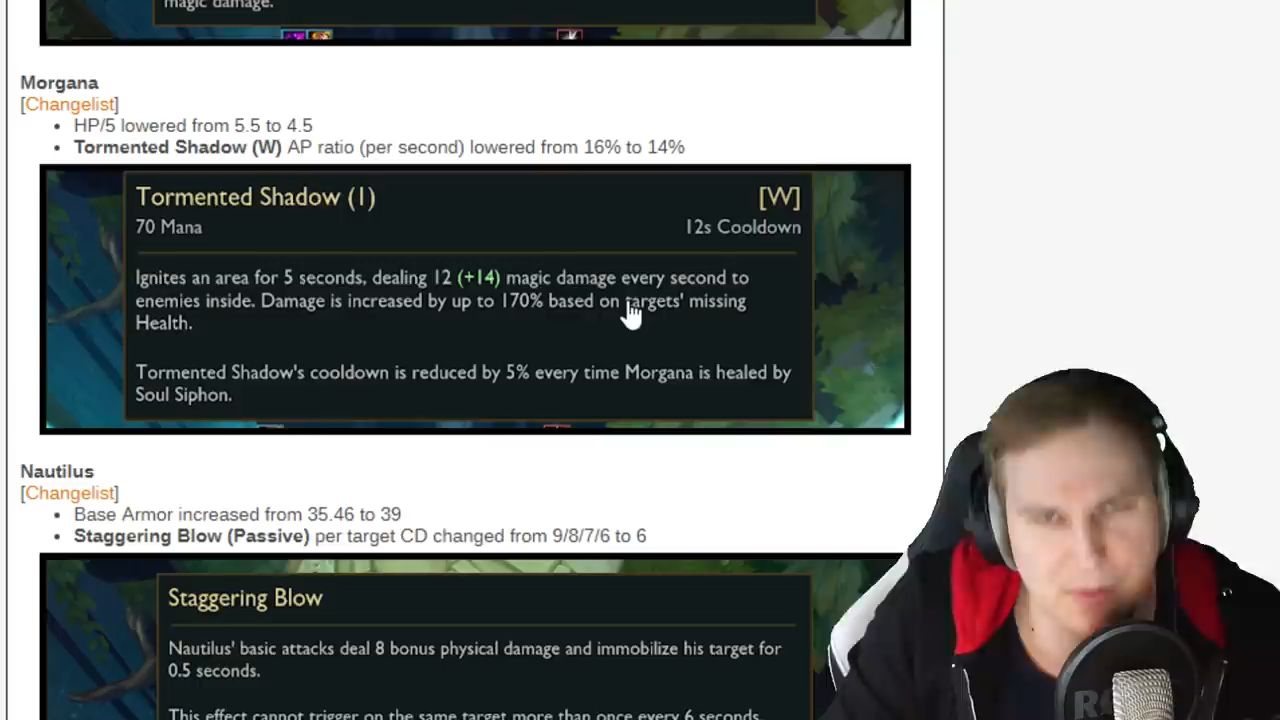 magic damage.
Morgana
[Changelist]
• HP/5 lowered from 5.5 to 4.5
• Tormented Shadow (W) AP ratio (per second) lowered from 16% to 14%
Tormented Shadow (1) [W]
70 Mana 12s Cooldown
Ignites an area for 5 seconds, dealing 12 (+14) magic damage every second to
enemies inside. Damage is increased by up to 170% based on targets' missing
Health.
Tormented Shadow's cooldown is reduced by 5% every time Morgana is healed by
Soul Siphon.
Nautilus
[Changelist]
• Base Armor increased from 35.46 to 39
• Staggering Blow (Passive) per target CD changed from 9/8/7/6 to 6
Staggering Blow
Nautilus' basic attacks deal 8 bonus physical damage and immobilize his target for
0.5 seconds.
This effect cannot trigger on the same target more than once every 6 seconds.